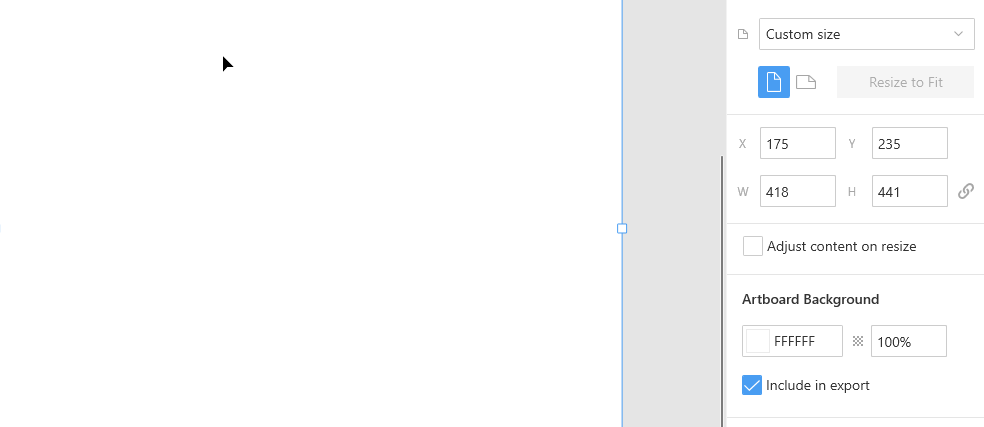 Custom size
Resize to Fit
X 175 Y 235
W 418 H 441
Adjust content on resize
Artboard Background
FFFFFF 100%
Include in export